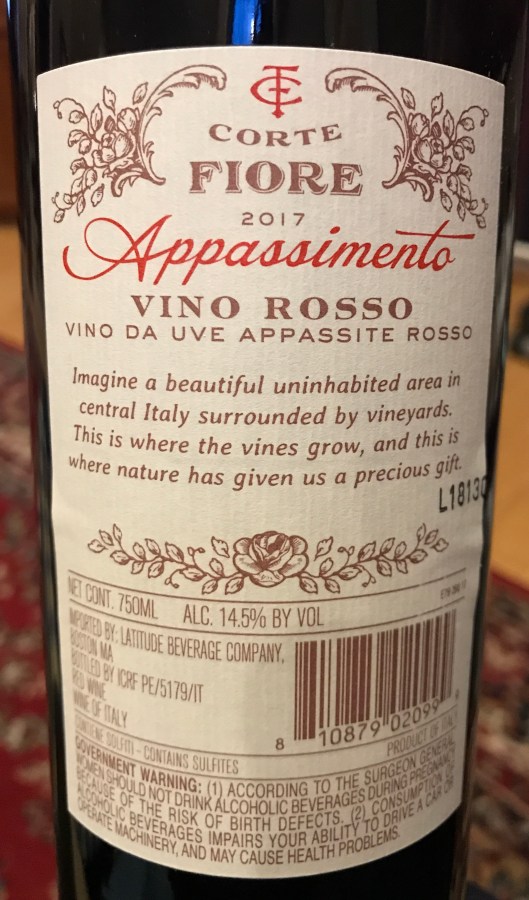 CF
CORTE
FIORE
2017
Appassimento
VINO ROSSO
VINO DA UVE APPASSITE ROSSO
Imagine a beautiful uninhabited area in
central Italy surrounded by vineyards.
This is where the vines grow, and this is
where nature has given us a precious gift.
L1813
NET CONT. 750ML ALC. 14.5% BY VOL
IMPORTED BY: LATITUDE BEVERAGE COMPANY,
BOSTON MA
BOTTLED BY ICRF PE/5179/IT
RED WINE
WINE OF ITALY
8 10879 02099
PRODUCT OF ITALY
CONTIENE SOLFITI - CONTAINS SULFITES
GOVERNMENT WARNING: (1) ACCORDING TO THE SURGEON GENERAL,
WOMEN SHOULD NOT DRINK ALCOHOLIC BEVERAGES DURING PREGNANCY
BECAUSE OF THE RISK OF BIRTH DEFECTS. (2) CONSUMPTION OF
ALCOHOLIC BEVERAGES IMPAIRS YOUR ABILITY TO DRIVE A CAR OR
OPERATE MACHINERY, AND MAY CAUSE HEALTH PROBLEMS.